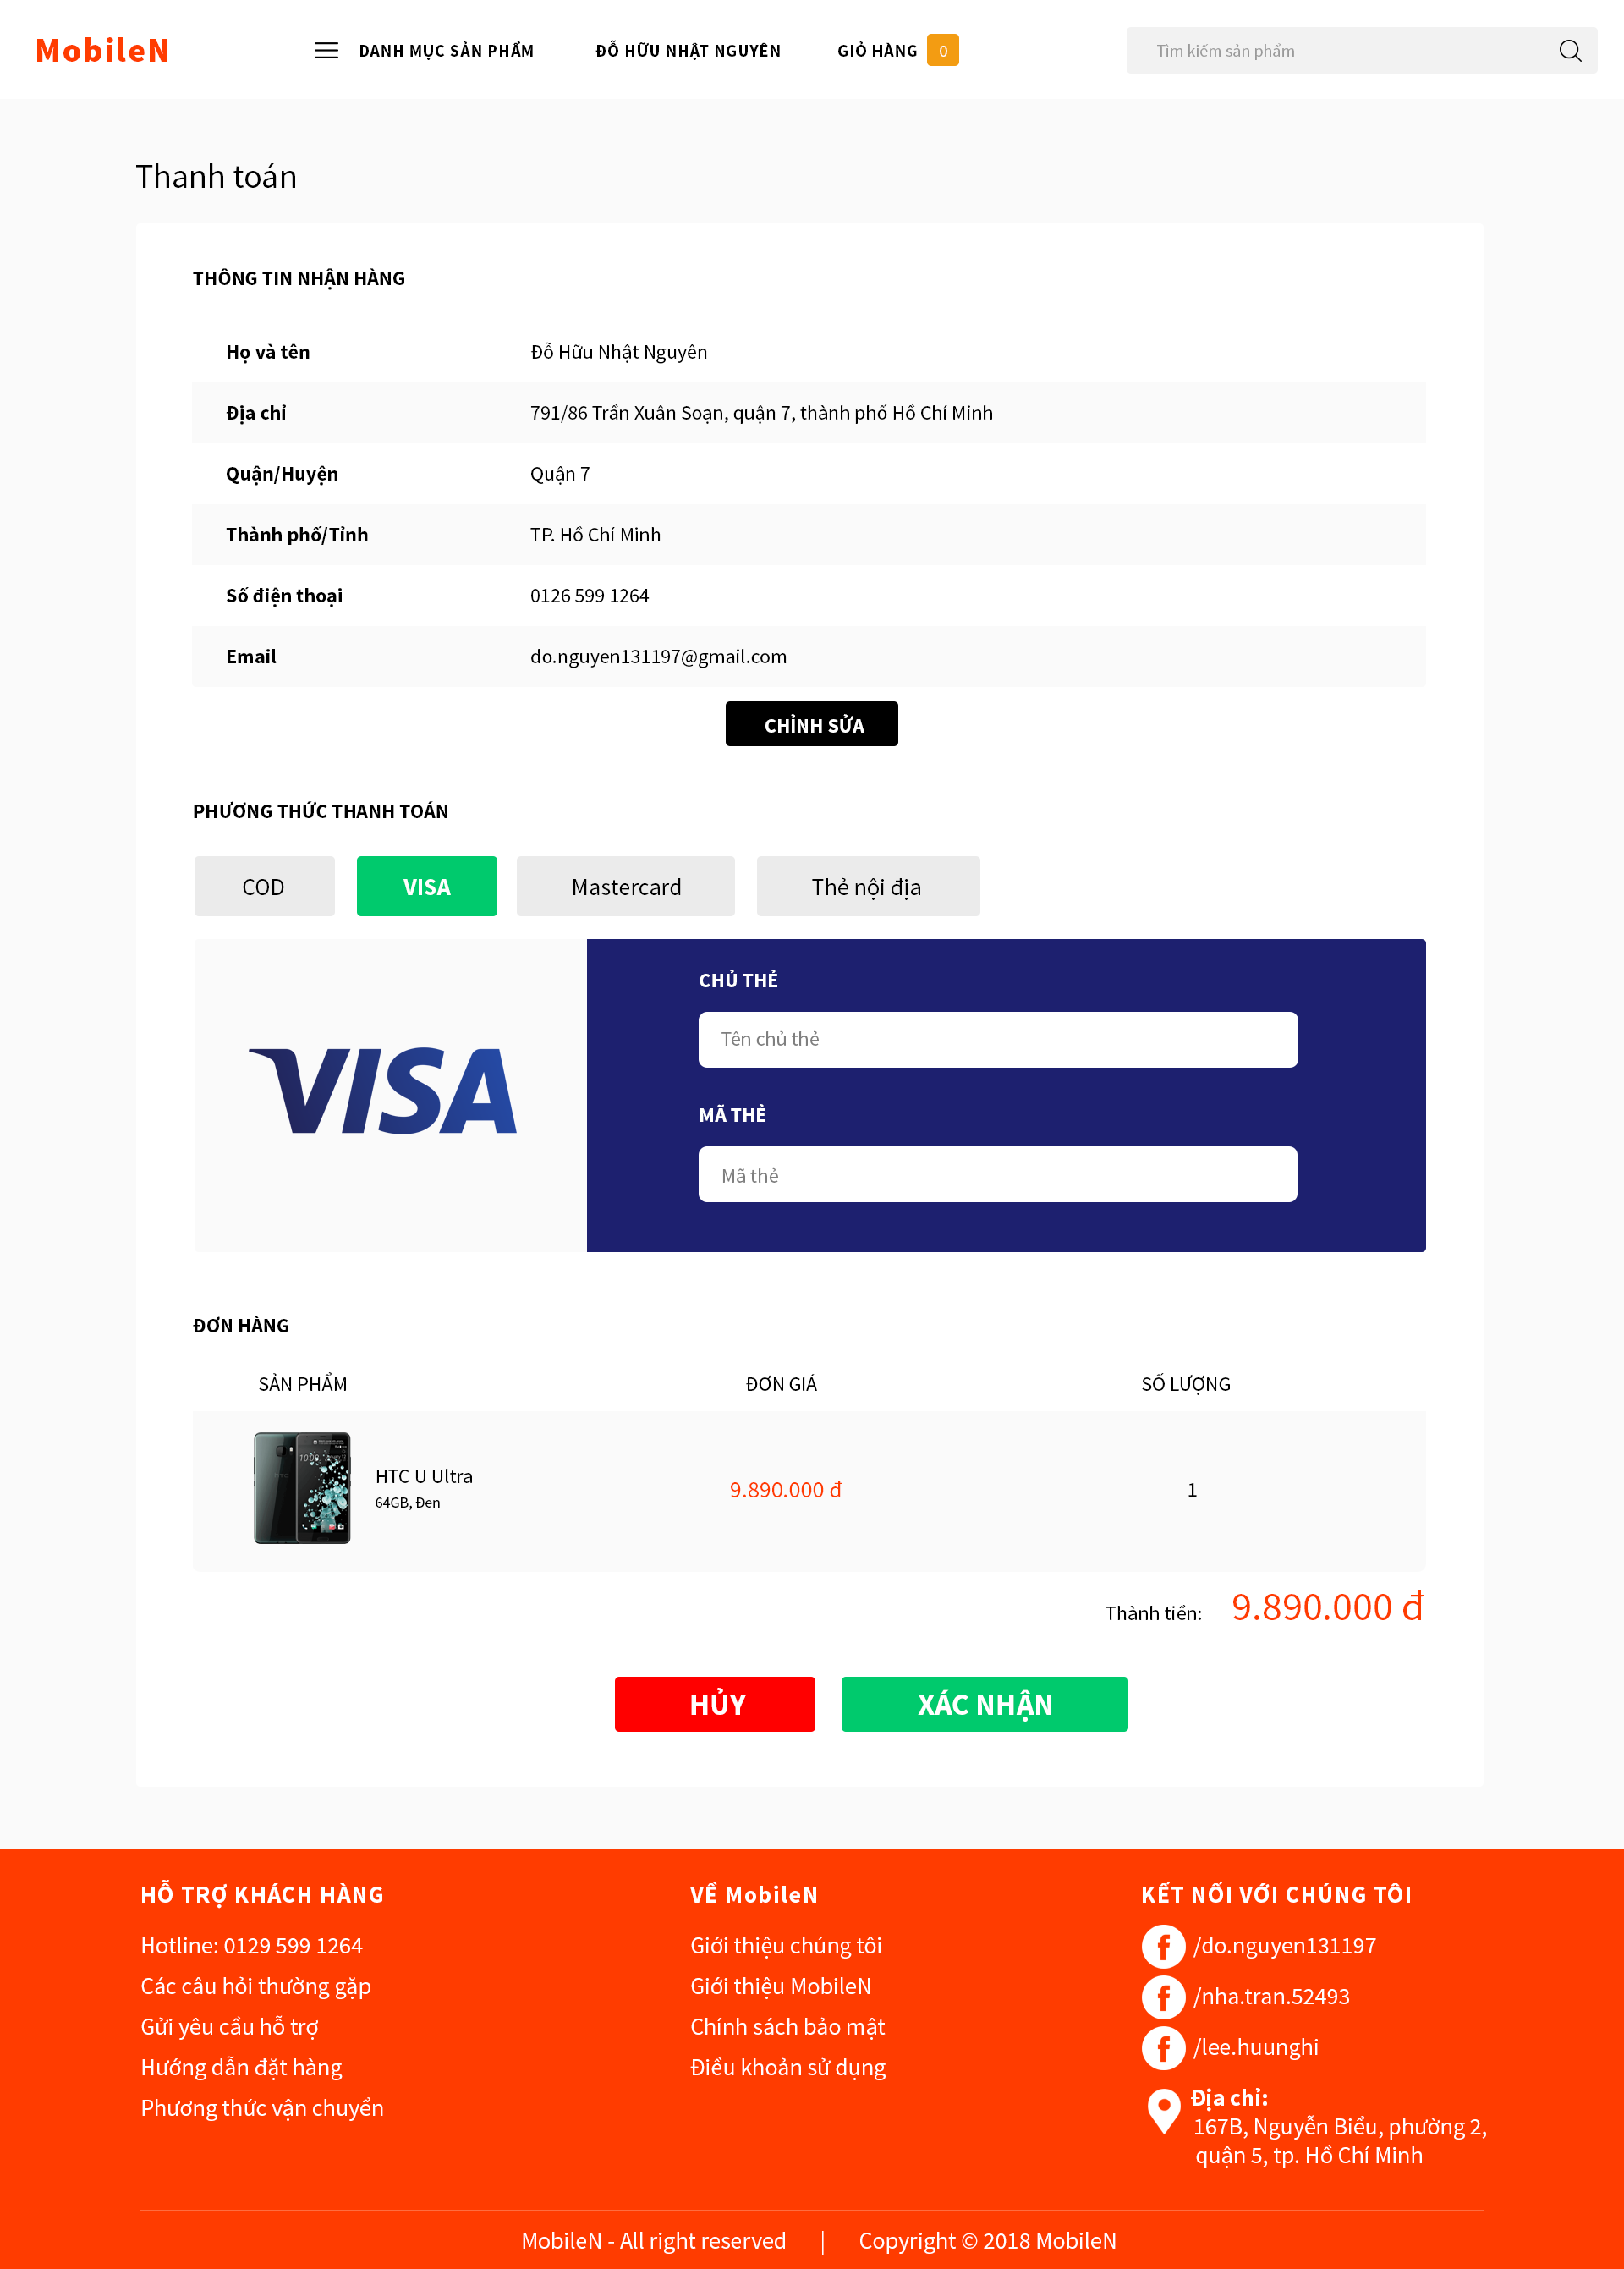 MobileN
DANH MỤC SẢN PHẨM
ĐỖ HỮU NHẬT NGUYÊN
GIỎ HÀNG 0
Tìm kiếm sản phẩm
Thanh toán
THÔNG TIN NHẬN HÀNG
Họ và tên Đỗ Hữu Nhật Nguyên
Địa chỉ 791/86 Trần Xuân Soạn, quận 7, thành phố Hồ Chí Minh
Quận/Huyện Quận 7
Thành phố/Tỉnh TP. Hồ Chí Minh
Số điện thoại 0126 599 1264
Email do.nguyen131197@gmail.com
CHỈNH SỬA
PHƯƠNG THỨC THANH TOÁN
COD VISA Mastercard Thẻ nội địa
VISA
CHỦ THẺ
Tên chủ thẻ
MÃ THẺ
Mã thẻ
ĐƠN HÀNG
SẢN PHẨM ĐƠN GIÁ SỐ LƯỢNG
HTC U Ultra
64GB, Đen
9.890.000 đ
1
Thành tiền: 9.890.000 đ
HỦY XÁC NHẬN
HỖ TRỢ KHÁCH HÀNG
Hotline: 0129 599 1264
Các câu hỏi thường gặp
Gửi yêu cầu hỗ trợ
Hướng dẫn đặt hàng
Phương thức vận chuyển
VỀ MobileN
Giới thiệu chúng tôi
Giới thiệu MobileN
Chính sách bảo mật
Điều khoản sử dụng
KẾT NỐI VỚI CHÚNG TÔI
/do.nguyen131197
/nha.tran.52493
/lee.huunghi
Địa chỉ:
167B, Nguyễn Biểu, phường 2,
quận 5, tp. Hồ Chí Minh
MobileN - All right reserved | Copyright © 2018 MobileN